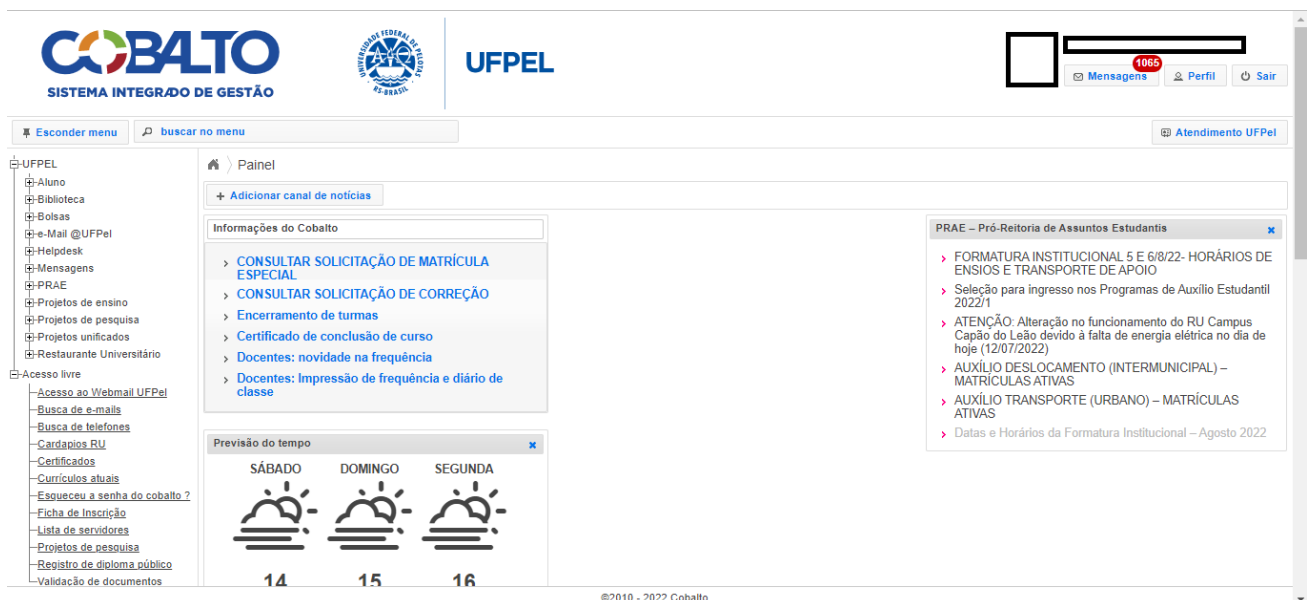 COBALTO
SISTEMA INTEGRADO DE GESTÃO
UNIVERSIDADE FEDERAL DE PELOTAS
RS-BRASIL
UFPEL
1065
Mensagens
Perfil
Sair
Esconder menu
buscar no menu
Atendimento UFPel
UFPEL
Aluno
Biblioteca
Bolsas
e-Mail @UFPel
Helpdesk
Mensagens
PRAE
Projetos de ensino
Projetos de pesquisa
Projetos unificados
Restaurante Universitário
Acesso livre
Acesso ao Webmail UFPel
Busca de e-mails
Busca de telefones
Cardapios RU
Certificados
Currículos atuais
Esqueceu a senha do cobalto ?
Ficha de Inscrição
Lista de servidores
Projetos de pesquisa
Registro de diploma público
Validação de documentos
Painel
+ Adicionar canal de notícias
Informações do Cobalto
CONSULTAR SOLICITAÇÃO DE MATRÍCULA
ESPECIAL
CONSULTAR SOLICITAÇÃO DE CORREÇÃO
Encerramento de turmas
Certificado de conclusão de curso
Docentes: novidade na frequência
Docentes: Impressão de frequência e diário de
classe
Previsão do tempo
SÁBADO DOMINGO SEGUNDA
14 15 16
PRAE – Pró-Reitoria de Assuntos Estudantis
FORMATURA INSTITUCIONAL 5 E 6/8/22- HORÁRIOS DE
ENSIOS E TRANSPORTE DE APOIO
Seleção para ingresso nos Programas de Auxílio Estudantil
2022/1
ATENÇÃO: Alteração no funcionamento do RU Campus
Capão do Leão devido à falta de energia elétrica no dia de
hoje (12/07/2022)
AUXÍLIO DESLOCAMENTO (INTERMUNICIPAL) –
MATRÍCULAS ATIVAS
AUXÍLIO TRANSPORTE (URBANO) – MATRÍCULAS
ATIVAS
Datas e Horários da Formatura Institucional – Agosto 2022
©2010 - 2022 Cobalto